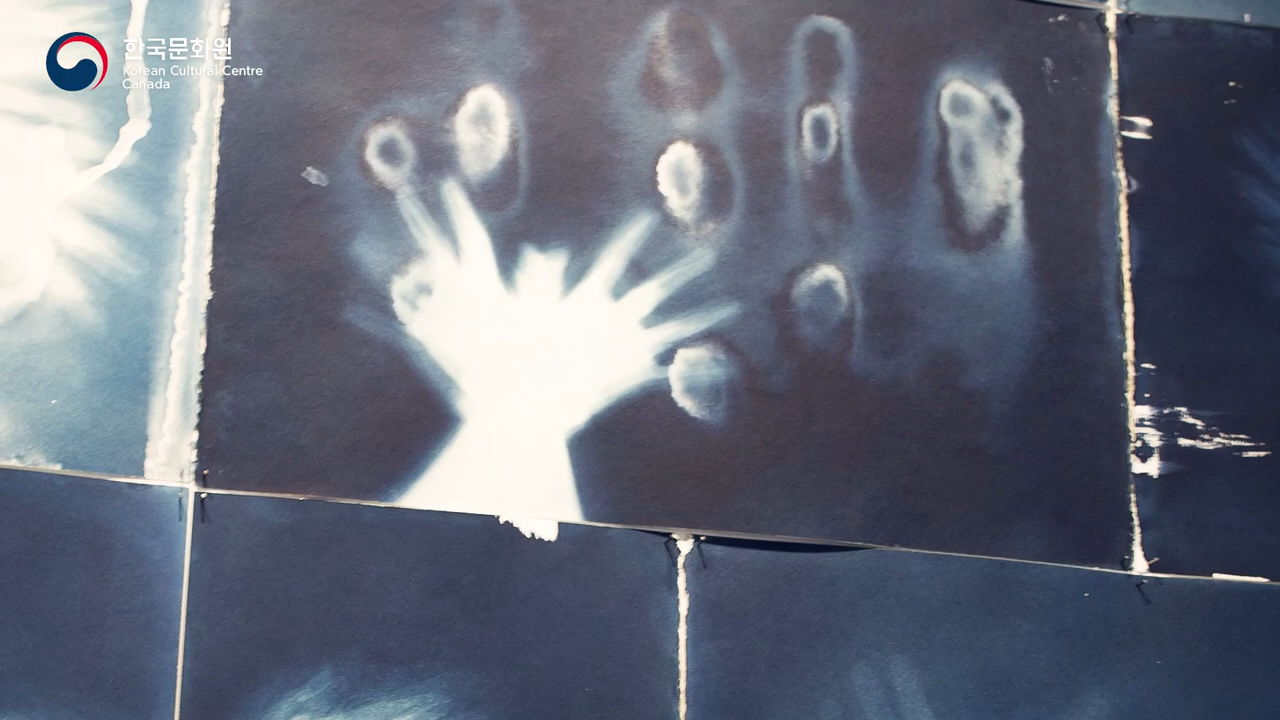 한국문화원
Korean Cultural Centre
Canada